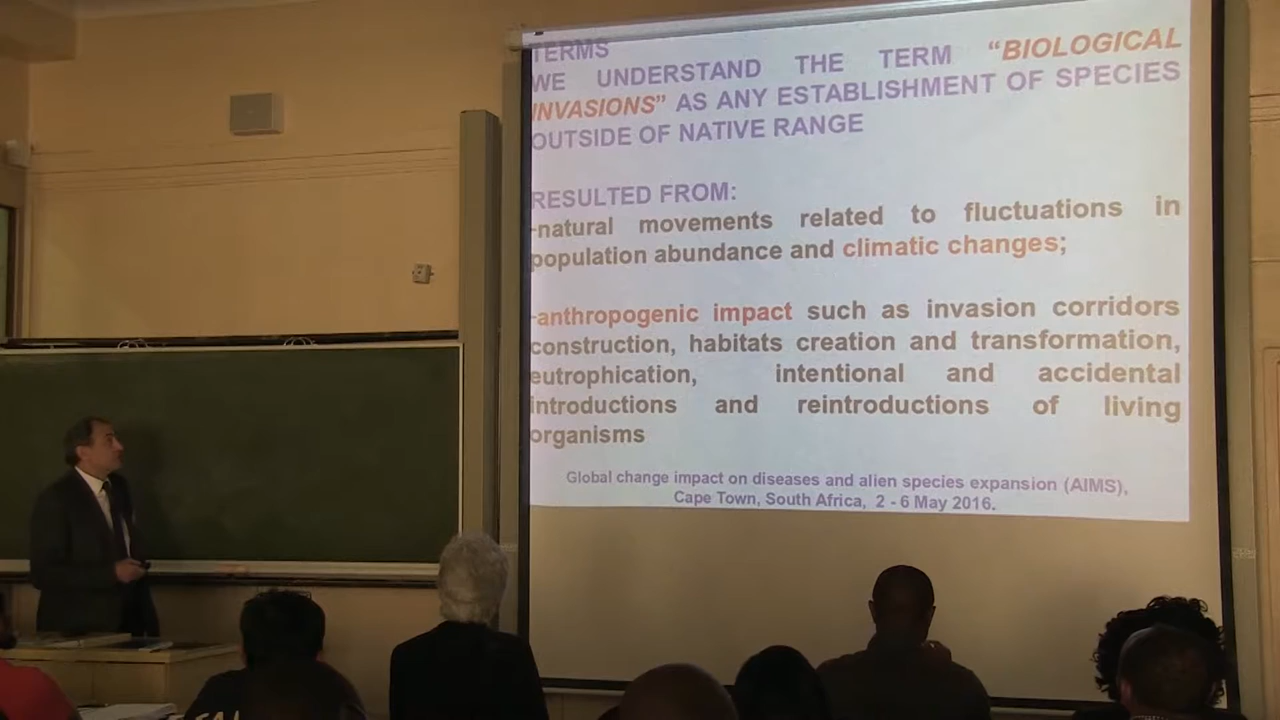 TERMS
WE UNDERSTAND THE TERM “BIOLOGICAL
INVASIONS” AS ANY ESTABLISHMENT OF SPECIES
OUTSIDE OF NATIVE RANGE
RESULTED FROM:
-natural movements related to fluctuations in
population abundance and climatic changes;
-anthropogenic impact such as invasion corridors
construction, habitats creation and transformation,
eutrophication, intentional and accidental
introductions and reintroductions of living
organisms
Global change impact on diseases and alien species expansion (AIMS),
Cape Town, South Africa, 2 - 6 May 2016.